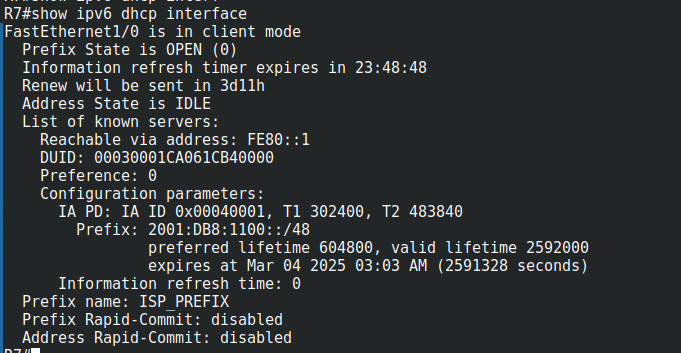 R7#show ipv6 dhcp interface
FastEthernet1/0 is in client mode
  Prefix State is OPEN (0)
  Information refresh timer expires in 23:48:48
  Renew will be sent in 3d11h
  Address State is IDLE
  List of known servers:
    Reachable via address: FE80::1
    DUID: 00030001CA061CB40000
    Preference: 0
    Configuration parameters:
      IA PD: IA ID 0x00040001, T1 302400, T2 483840
        Prefix: 2001:DB8:1100::/48
                preferred lifetime 604800, valid lifetime 2592000
                expires at Mar 04 2025 03:03 AM (2591328 seconds)
      Information refresh time: 0
  Prefix name: ISP_PREFIX
  Prefix Rapid-Commit: disabled
  Address Rapid-Commit: disabled
R7#